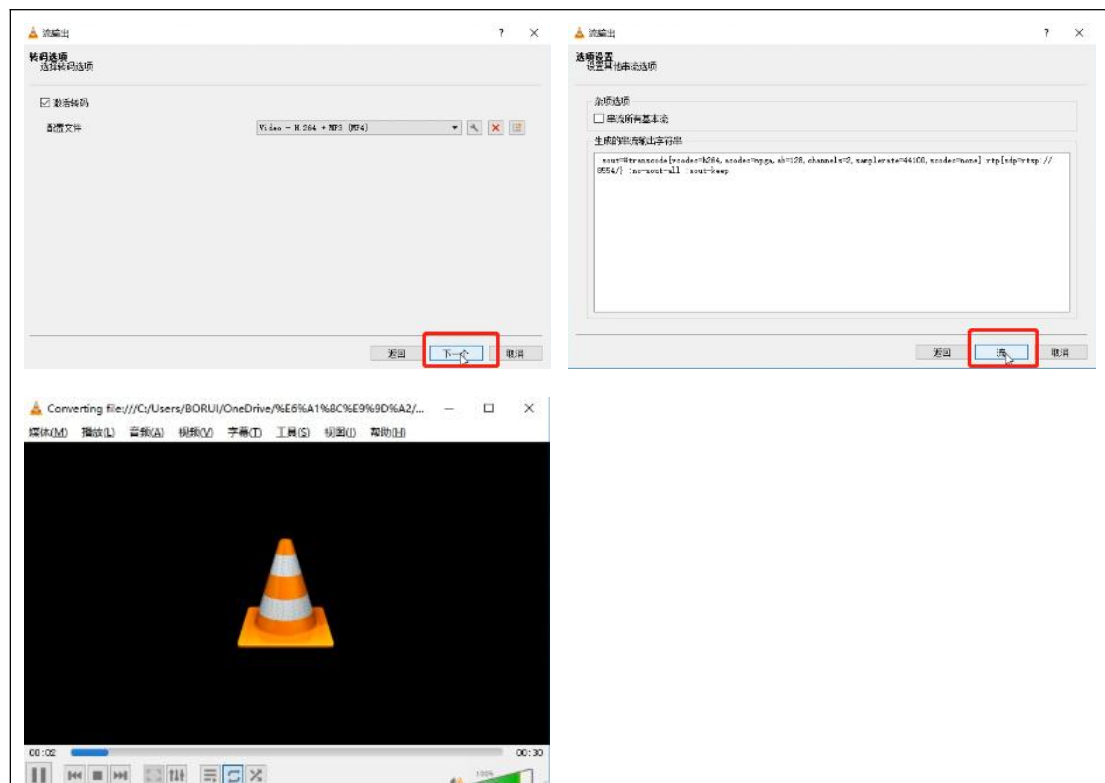 流输出
转码选项
选择转码选项
激活转码
配置文件
Video - H.264 + MP3 (MP4)
返回
下一个
取消
流输出
选项设置
设置其他串流选项
杂项选项
串流所有基本流
生成的串流输出字符串
:sout=#transcode{vcodec=h264,acodec=mpga,ab=128,channels=2,samplerate=44100,scodec=none}:rtp{sdp=rtsp://
:8554/} :no-sout-all :sout-keep
返回
流
取消
Converting file:///C:/Users/BORUI/OneDrive/%E6%A1%8C%E9%9D%A2/...
媒体(M) 播放(L) 音频(A) 视频(V) 字幕(T) 工具(S) 视图(I) 帮助(H)
00:02
00:30
100%